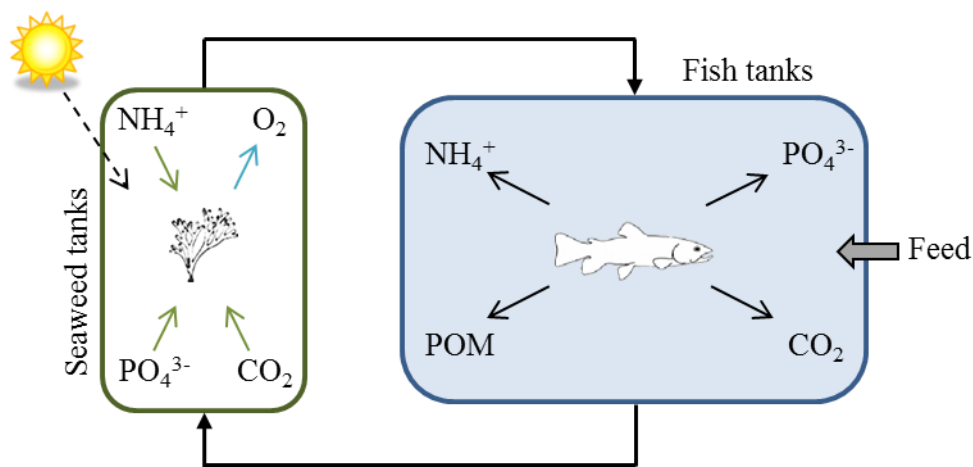 Fish tanks
Seaweed tanks
NH₄⁺ O₂
PO₄³⁻ CO₂
NH₄⁺ PO₄³⁻
Feed
POM CO₂